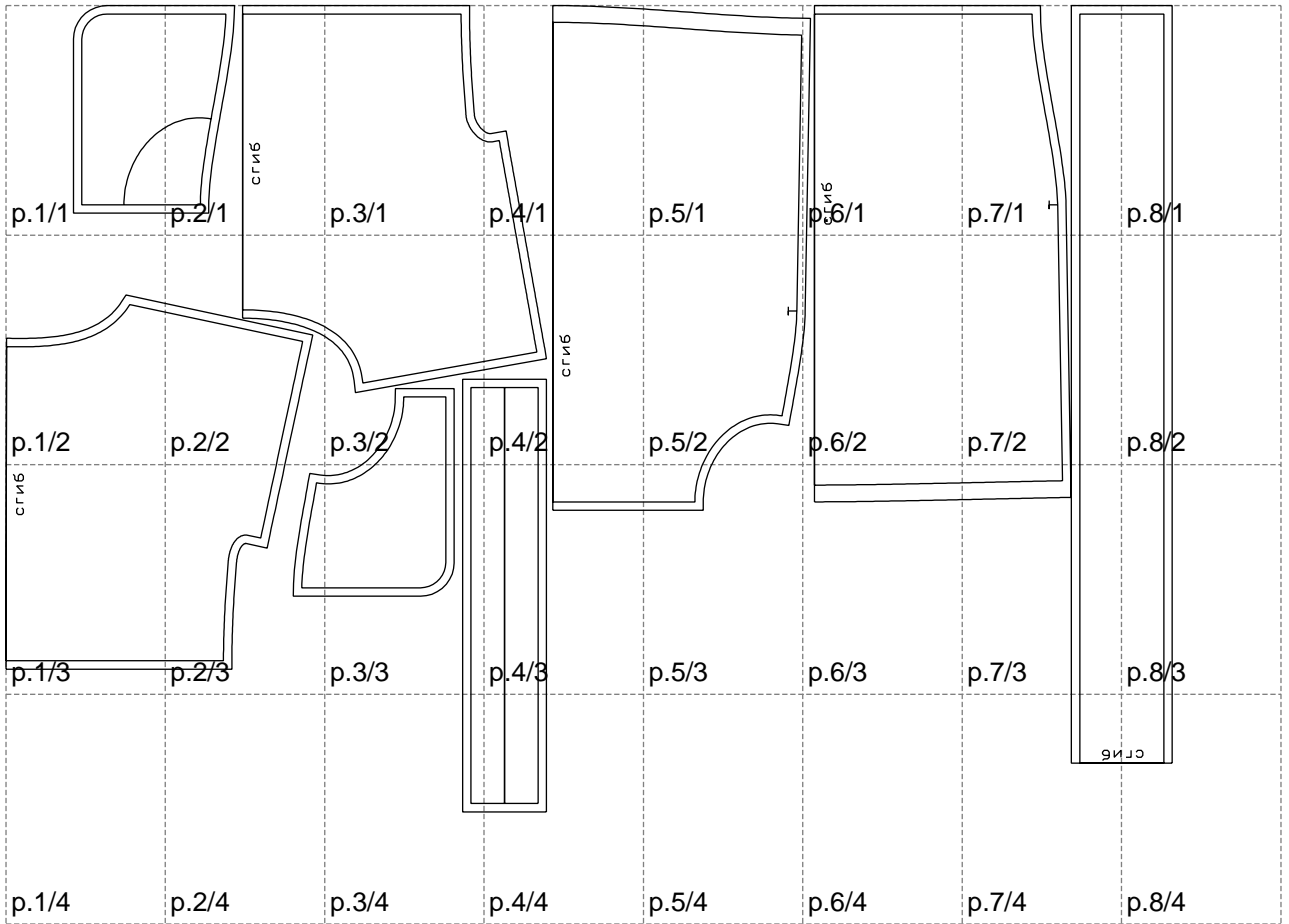 сгиб
сгиб
сгиб
p.1/1 p.2/1 p.3/1 p.4/1 p.5/1 p.6/1 p.7/1 p.8/1
сгиб
p.1/2 p.2/2 p.3/2 p.4/2 p.5/2 p.6/2 p.7/2 p.8/2
сгиб
p.1/3 p.2/3 p.3/3 p.4/3 p.5/3 p.6/3 p.7/3 p.8/3
сгиб
p.1/4 p.2/4 p.3/4 p.4/4 p.5/4 p.6/4 p.7/4 p.8/4